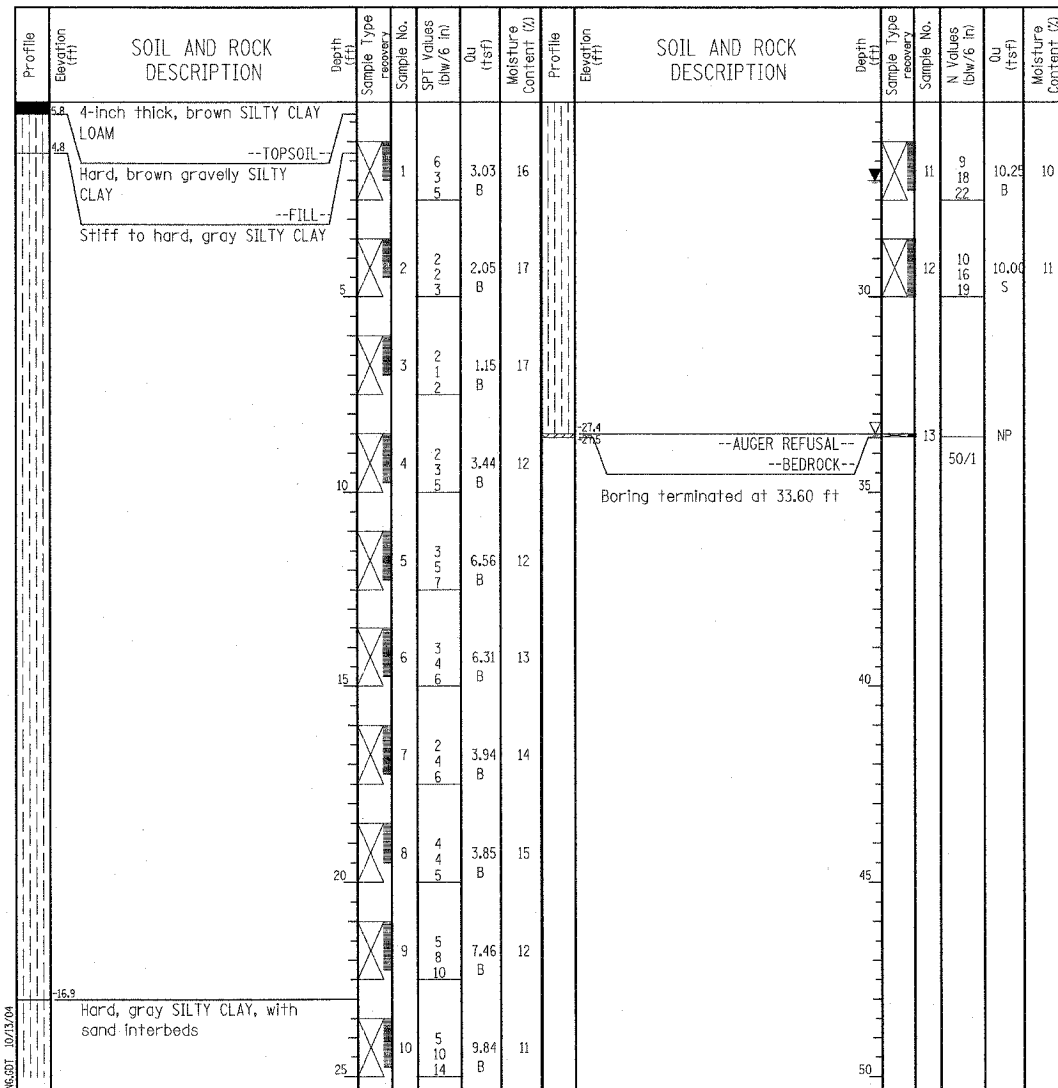 Profile
Elevation (ft)
SOIL AND ROCK DESCRIPTION
Depth (ft)
Sample Type
recovery
Sample No.
SPT Values (blw/6 in)
Qu (tsf)
Moisture Content (%)
Profile
Elevation (ft)
SOIL AND ROCK DESCRIPTION
Depth (ft)
Sample Type
recovery
Sample No.
N Values (blw/6 in)
Qu (tsf)
Moisture Content (%)
5.8 4-inch thick, brown SILTY CLAY
LOAM
--TOPSOIL--
4.8
Hard, brown gravelly SILTY
CLAY
--FILL--
Stiff to hard, gray SILTY CLAY
1 6 3 5 3.03 B 16
2 2 2 3 2.05 B 17
5
3 2 1 2 1.15 B 17
4 2 3 5 3.44 B 12
10
5 3 5 7 6.56 B 12
6 3 4 6 6.31 B 13
15
7 2 4 6 3.94 B 14
8 4 4 5 3.85 B 15
20
9 5 8 10 7.46 B 12
-16.9
Hard, gray SILTY CLAY, with
sand interbeds
10 5 10 14 9.84 B 11
25
11 9 18 22 10.25 B 10
12 10 16 19 10.00 S 11
30
-27.4
-27.5
--AUGER REFUSAL--
--BEDROCK--
13 50/1 NP
Boring terminated at 33.60 ft
35
40
45
50
10/13/04